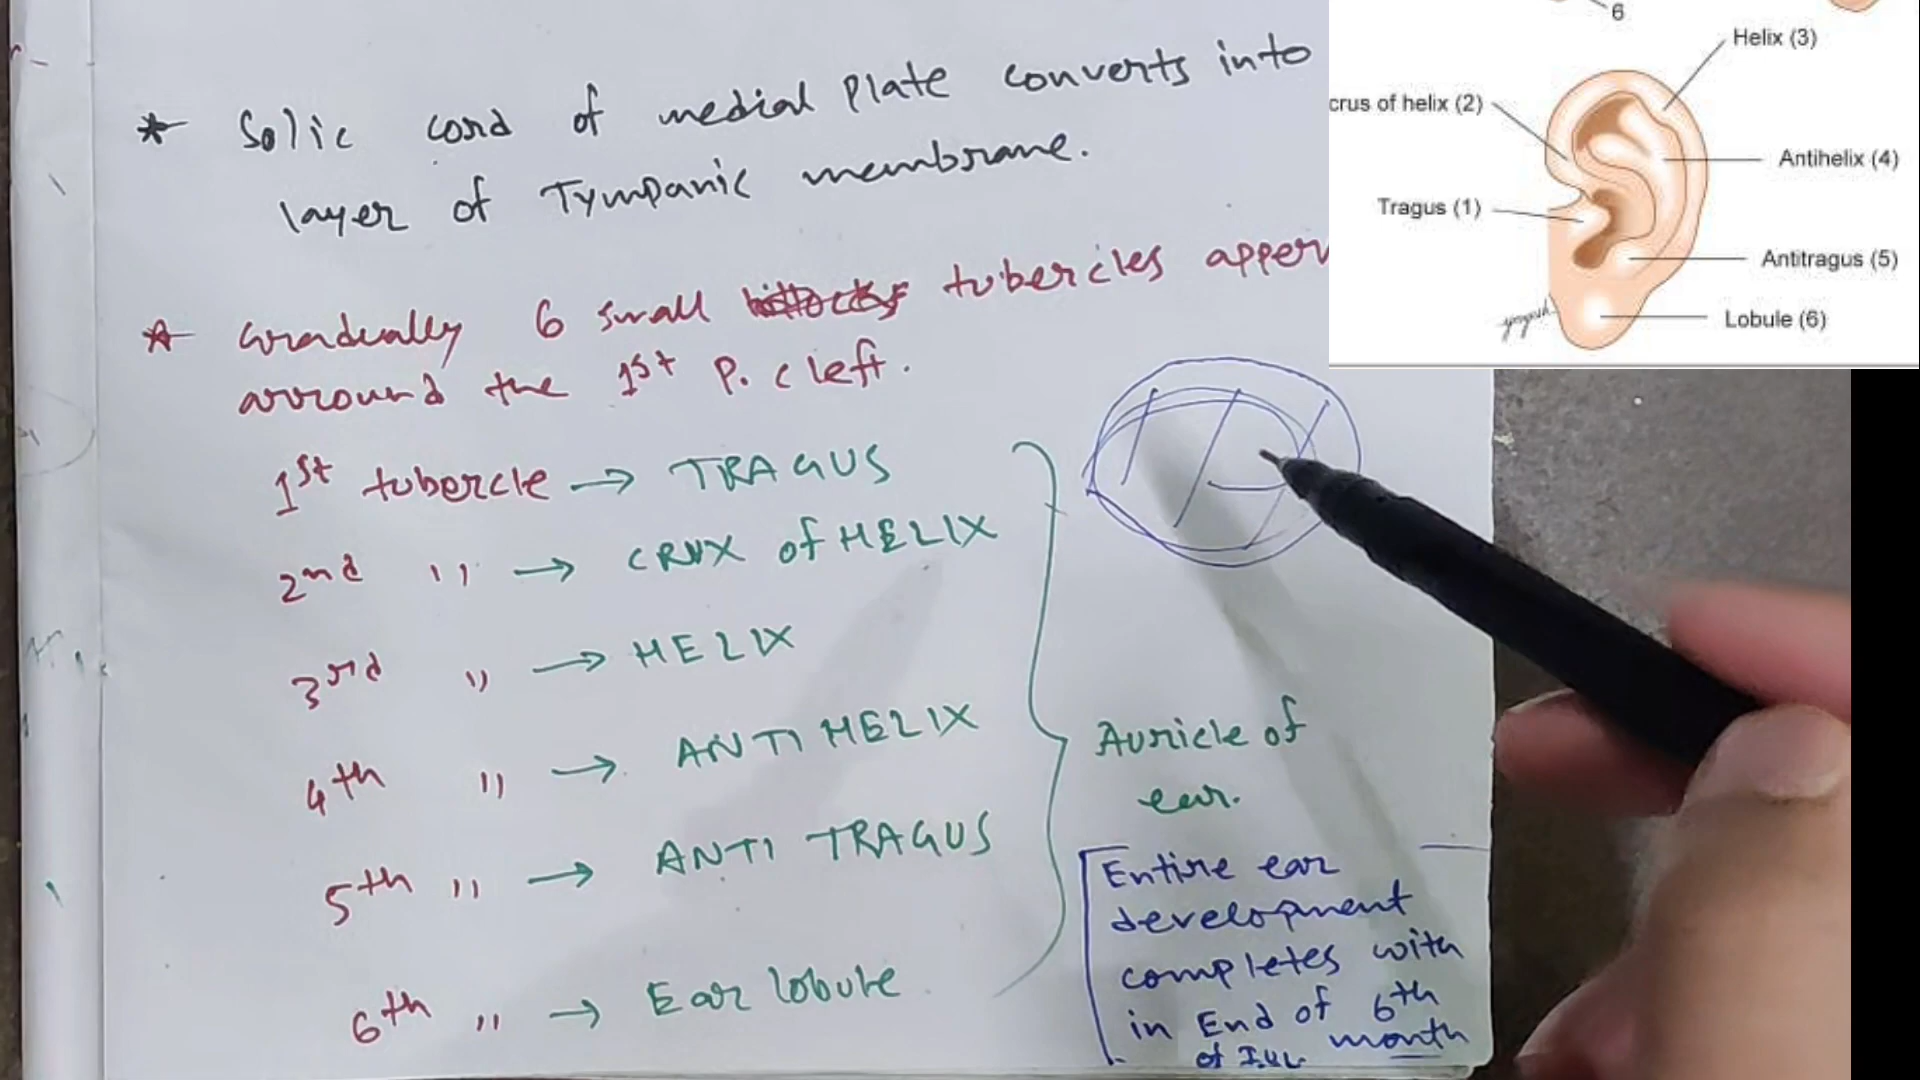 * Solic cord of medial Plate converts into
layer of Tympanic membrane.
* Gradually 6 small tubercles apper
arround the 1st P. cleft.
1st tubercle → TRAGUS
2nd " → CRUX of HELIX
3rd " → HELIX
4th " → ANTI HELIX
5th " → ANTI TRAGUS
6th " → Ear lobule
Auricle of
ear.
Entire ear
development
completes with
in End of 6th
month
of IUL
6
Helix (3)
crus of helix (2)
Antihelix (4)
Tragus (1)
Antitragus (5)
Lobule (6)